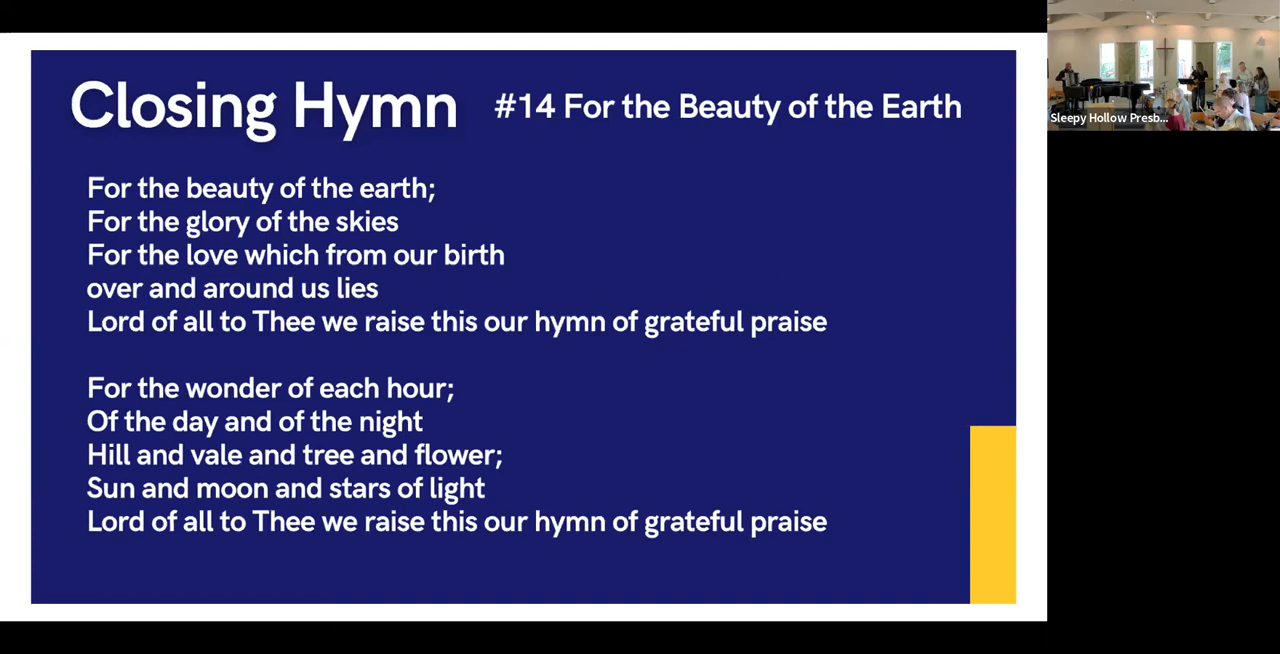 Closing Hymn #14 For the Beauty of the Earth
For the beauty of the earth;
For the glory of the skies
For the love which from our birth
over and around us lies
Lord of all to Thee we raise this our hymn of grateful praise
For the wonder of each hour;
Of the day and of the night
Hill and vale and tree and flower;
Sun and moon and stars of light
Lord of all to Thee we raise this our hymn of grateful praise
Sleepy Hollow Presb...